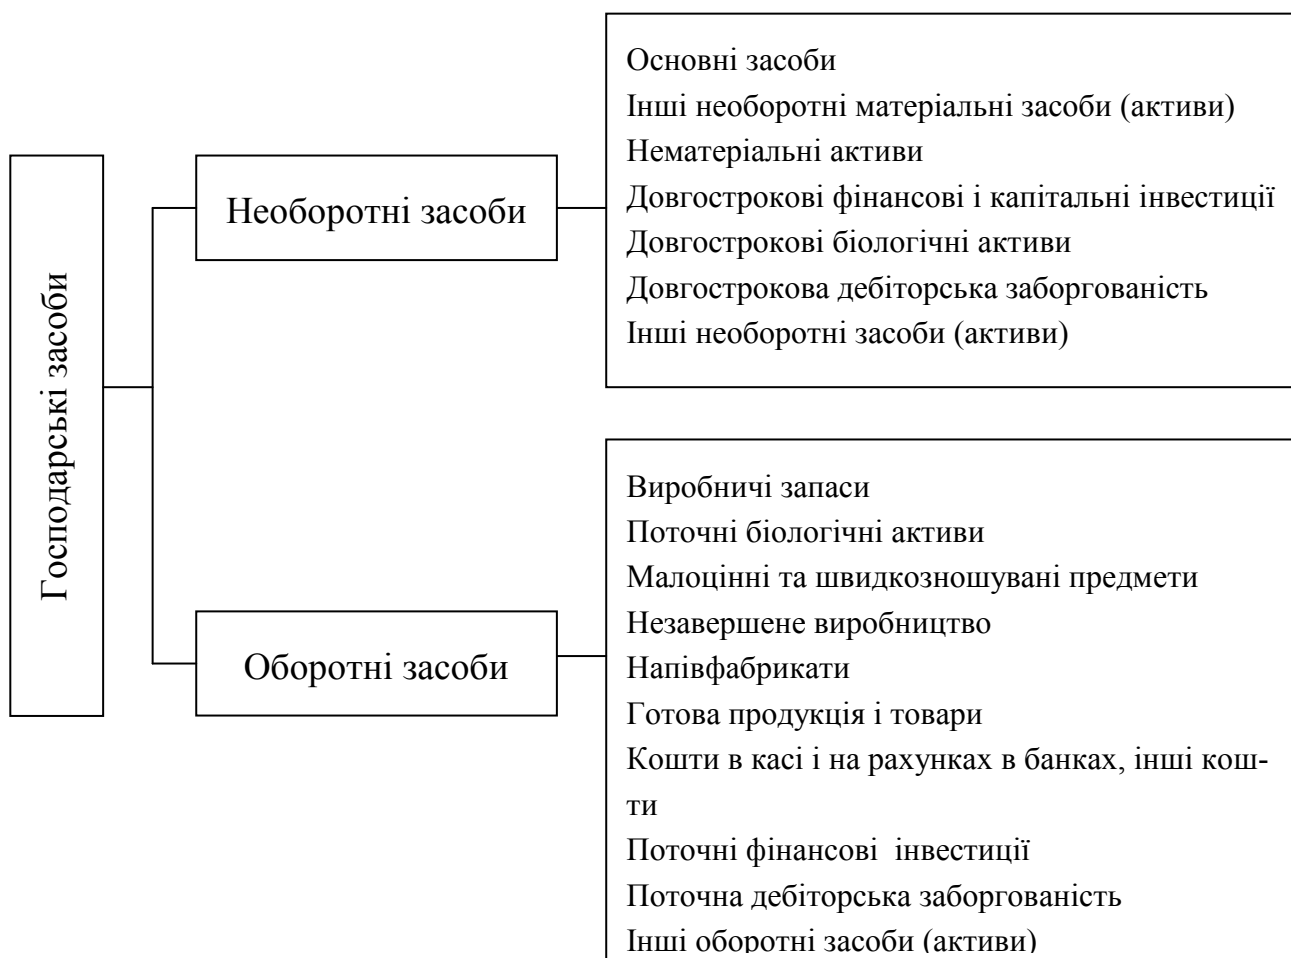 Господарські засоби
Необоротні засоби
Основні засоби
Інші необоротні матеріальні засоби (активи)
Нематеріальні активи
Довгострокові фінансові і капітальні інвестиції
Довгострокові біологічні активи
Довгострокова дебіторська заборгованість
Інші необоротні засоби (активи)
Оборотні засоби
Виробничі запаси
Поточні біологічні активи
Малоцінні та швидкозношувані предмети
Незавершене виробництво
Напівфабрикати
Готова продукція і товари
Кошти в касі і на рахунках в банках, інші кош-
ти
Поточні фінансові  інвестиції
Поточна дебіторська заборгованість
Інші оборотні засоби (активи)